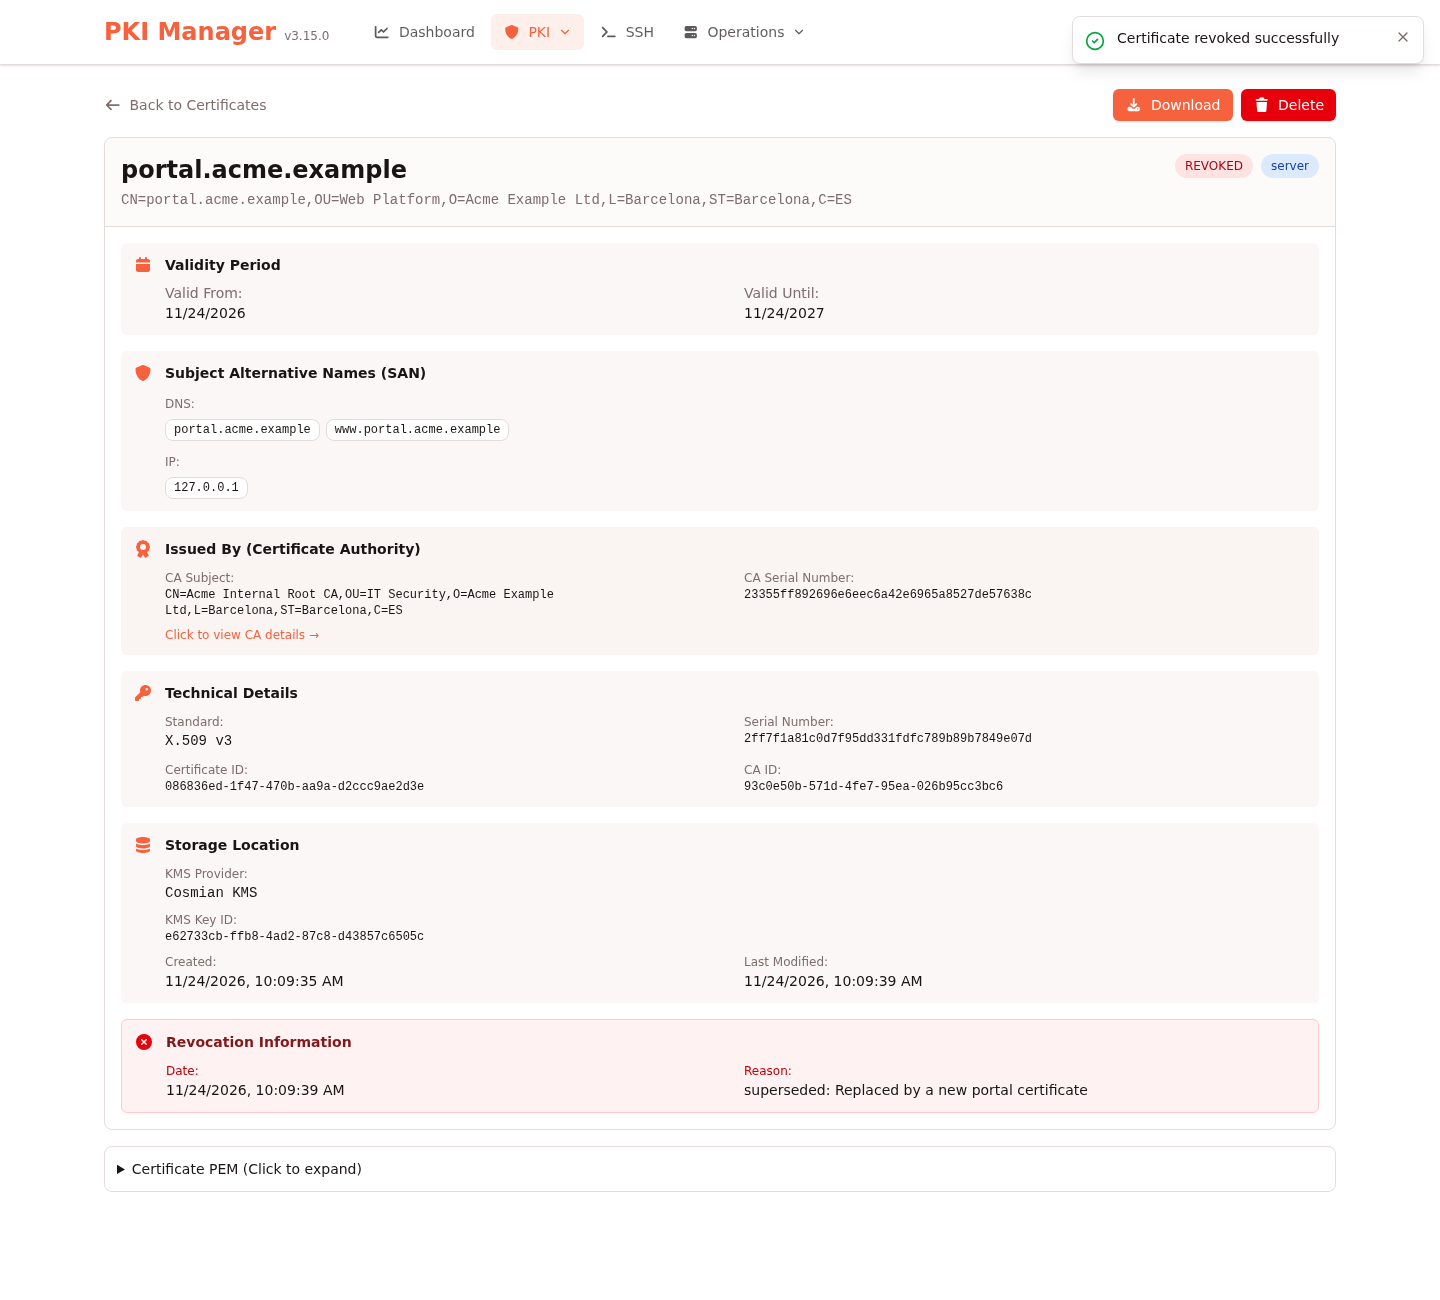 PKI Manager v3.15.0
Dashboard
PKI
SSH
Operations
Certificate revoked successfully
Back to Certificates
Download
Delete
portal.acme.example
REVOKED
server
CN=portal.acme.example,OU=Web Platform,O=Acme Example Ltd,L=Barcelona,ST=Barcelona,C=ES
Validity Period
Valid From:
11/24/2026
Valid Until:
11/24/2027
Subject Alternative Names (SAN)
DNS:
portal.acme.example
www.portal.acme.example
IP:
127.0.0.1
Issued By (Certificate Authority)
CA Subject:
CN=Acme Internal Root CA,OU=IT Security,O=Acme Example
Ltd,L=Barcelona,ST=Barcelona,C=ES
CA Serial Number:
23355ff892696e6eec6a42e6965a8527de57638c
Click to view CA details →
Technical Details
Standard:
X.509 v3
Serial Number:
2ff7f1a81c0d7f95dd331fdfc789b89b7849e07d
Certificate ID:
086836ed-1f47-470b-aa9a-d2ccc9ae2d3e
CA ID:
93c0e50b-571d-4fe7-95ea-026b95cc3bc6
Storage Location
KMS Provider:
Cosmian KMS
KMS Key ID:
e62733cb-ffb8-4ad2-87c8-d43857c6505c
Created:
11/24/2026, 10:09:35 AM
Last Modified:
11/24/2026, 10:09:39 AM
Revocation Information
Date:
11/24/2026, 10:09:39 AM
Reason:
superseded: Replaced by a new portal certificate
Certificate PEM (Click to expand)